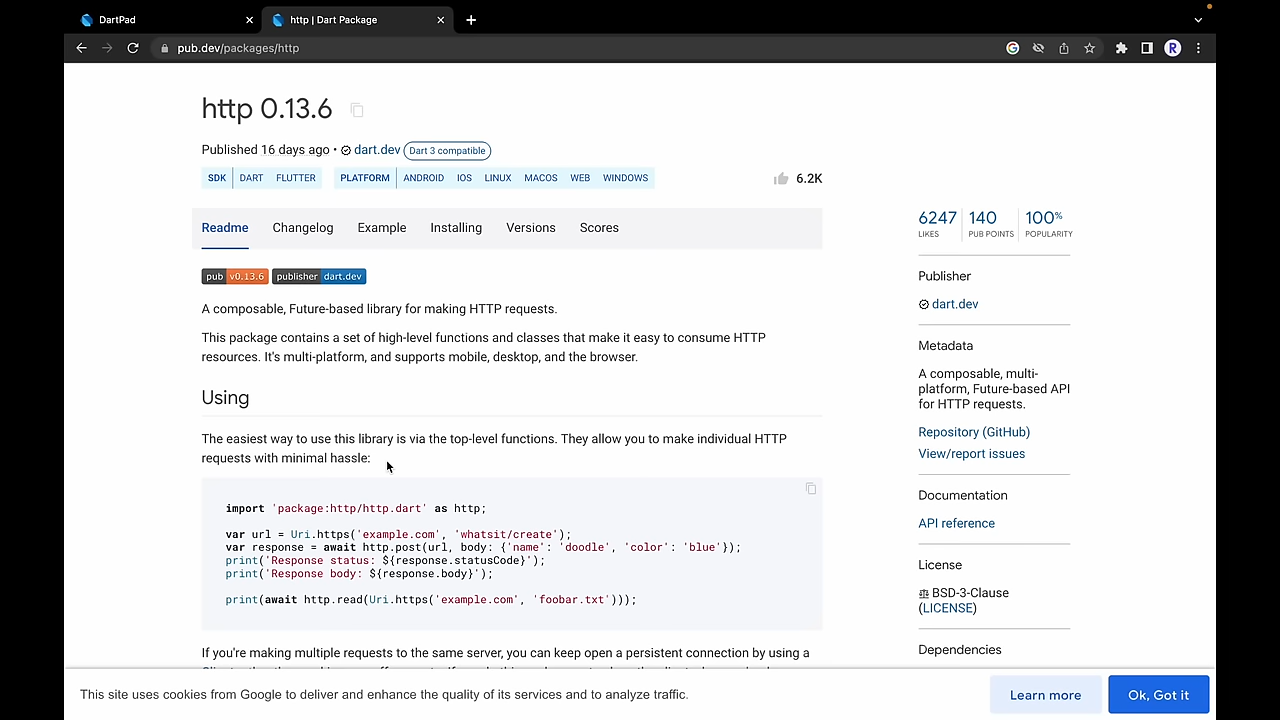 DartPad
http | Dart Package
pub.dev/packages/http
R
http 0.13.6
Published 16 days ago • dart.dev Dart 3 compatible
SDK DART FLUTTER PLATFORM ANDROID IOS LINUX MACOS WEB WINDOWS
6.2K
Readme Changelog Example Installing Versions Scores
6247 LIKES
140 PUB POINTS
100% POPULARITY
pub v0.13.6 publisher dart.dev
A composable, Future-based library for making HTTP requests.
This package contains a set of high-level functions and classes that make it easy to consume HTTP
resources. It's multi-platform, and supports mobile, desktop, and the browser.
Using
The easiest way to use this library is via the top-level functions. They allow you to make individual HTTP
requests with minimal hassle:
import 'package:http/http.dart' as http;
var url = Uri.https('example.com', 'whatsit/create');
var response = await http.post(url, body: {'name': 'doodle', 'color': 'blue'});
print('Response status: ${response.statusCode}');
print('Response body: ${response.body}');
print(await http.read(Uri.https('example.com', 'foobar.txt')));
If you're making multiple requests to the same server, you can keep open a persistent connection by using a
Publisher
dart.dev
Metadata
A composable, multi-
platform, Future-based API
for HTTP requests.
Repository (GitHub)
View/report issues
Documentation
API reference
License
BSD-3-Clause
(LICENSE)
Dependencies
This site uses cookies from Google to deliver and enhance the quality of its services and to analyze traffic.
Learn more
Ok, Got it